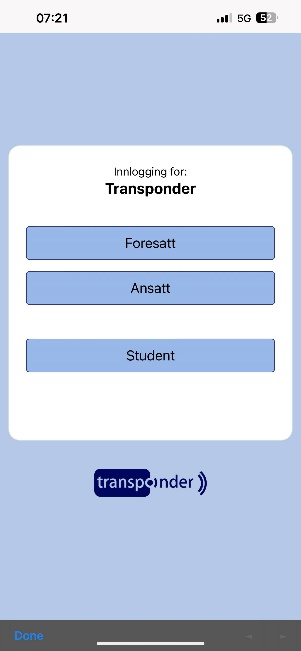 07:21
5G
52
Innlogging for:
Transponder
Foresatt
Ansatt
Student
transponder
Done